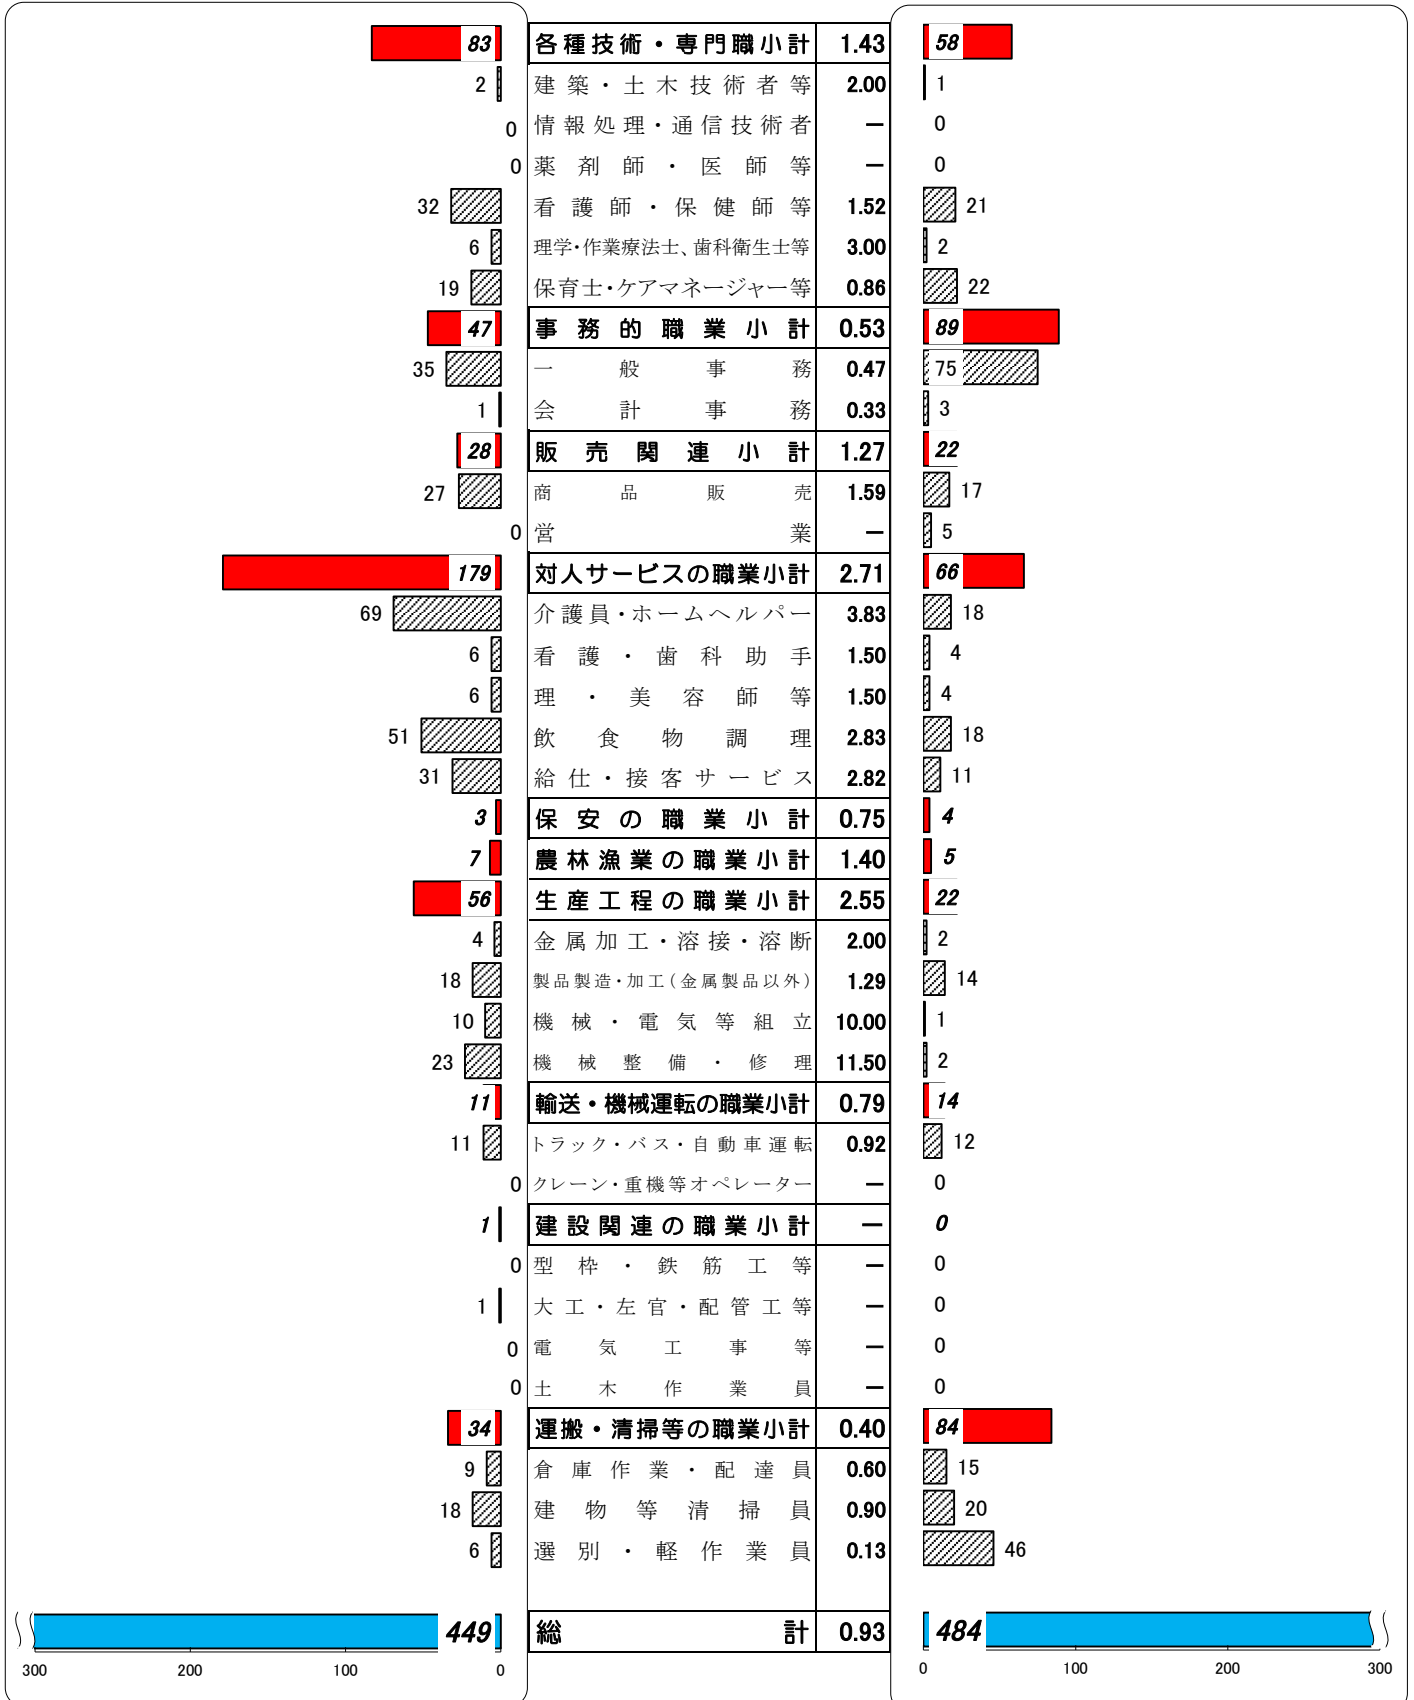 83 各種技術・専門職小計 1.43 58
2 建築・土木技術者等 2.00 1
0 情報処理・通信技術者 － 0
0 薬剤師・医師等 － 0
32 看護師・保健師等 1.52 21
6 理学・作業療法士、歯科衛生士等 3.00 2
19 保育士・ケアマネージャー等 0.86 22
47 事務的職業小計 0.53 89
35 一般事務 0.47 75
1 会計事務 0.33 3
28 販売関連小計 1.27 22
27 商品販売 1.59 17
0 営業 － 5
179 対人サービスの職業小計 2.71 66
69 介護員・ホームヘルパー 3.83 18
6 看護・歯科助手 1.50 4
6 理・美容師等 1.50 4
51 飲食物調理 2.83 18
31 給仕・接客サービス 2.82 11
3 保安の職業小計 0.75 4
7 農林漁業の職業小計 1.40 5
56 生産工程の職業小計 2.55 22
4 金属加工・溶接・溶断 2.00 2
18 製品製造・加工(金属製品以外) 1.29 14
10 機械・電気等組立 10.00 1
23 機械整備・修理 11.50 2
11 輸送・機械運転の職業小計 0.79 14
11 トラック・バス・自動車運転 0.92 12
0 クレーン・重機等オペレーター － 0
1 建設関連の職業小計 － 0
0 型枠・鉄筋工等 － 0
1 大工・左官・配管工等 － 0
0 電気工事等 － 0
0 土木作業員 － 0
34 運搬・清掃等の職業小計 0.40 84
9 倉庫作業・配達員 0.60 15
18 建物等清掃員 0.90 20
6 選別・軽作業員 0.13 46
449 総計 0.93 484
300 200 100 0 0 100 200 300